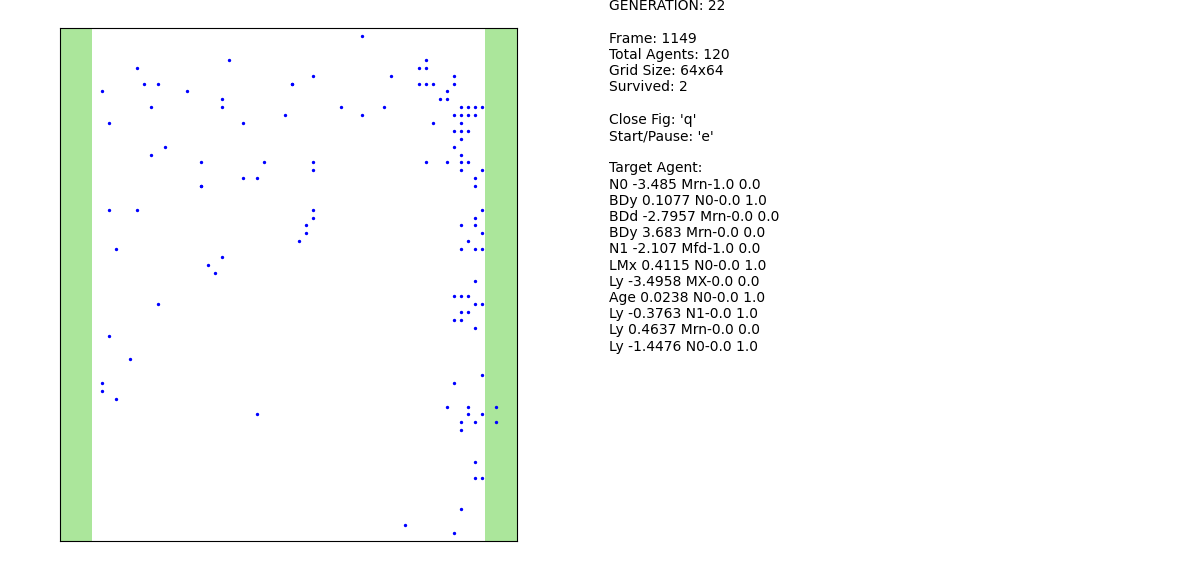 GENERATION: 22
Frame: 1149
Total Agents: 120
Grid Size: 64x64
Survived: 2
Close Fig: 'q'
Start/Pause: 'e'
Target Agent:
N0 -3.485 Mrn-1.0 0.0
BDy 0.1077 N0-0.0 1.0
BDd -2.7957 Mrn-0.0 0.0
BDy 3.683 Mrn-0.0 0.0
N1 -2.107 Mfd-1.0 0.0
LMx 0.4115 N0-0.0 1.0
Ly -3.4958 MX-0.0 0.0
Age 0.0238 N0-0.0 1.0
Ly -0.3763 N1-0.0 1.0
Ly 0.4637 Mrn-0.0 0.0
Ly -1.4476 N0-0.0 1.0